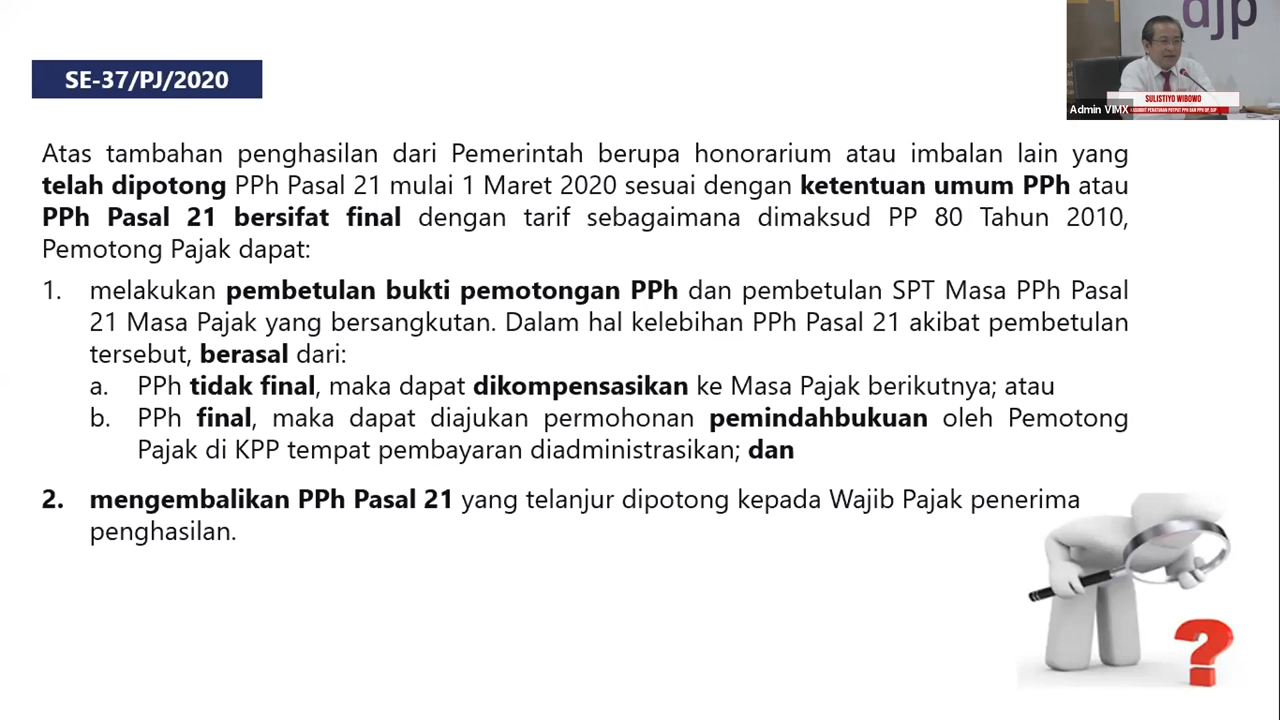 djp
SULISTIYO WIBOWO
Admin VIMX
SE-37/PJ/2020
Atas tambahan penghasilan dari Pemerintah berupa honorarium atau imbalan lain yang
telah dipotong PPh Pasal 21 mulai 1 Maret 2020 sesuai dengan ketentuan umum PPh atau
PPh Pasal 21 bersifat final dengan tarif sebagaimana dimaksud PP 80 Tahun 2010,
Pemotong Pajak dapat:
1. melakukan pembetulan bukti pemotongan PPh dan pembetulan SPT Masa PPh Pasal
21 Masa Pajak yang bersangkutan. Dalam hal kelebihan PPh Pasal 21 akibat pembetulan
tersebut, berasal dari:
a. PPh tidak final, maka dapat dikompensasikan ke Masa Pajak berikutnya; atau
b. PPh final, maka dapat diajukan permohonan pemindahbukuan oleh Pemotong
Pajak di KPP tempat pembayaran diadministrasikan; dan
2. mengembalikan PPh Pasal 21 yang telanjur dipotong kepada Wajib Pajak penerima
penghasilan.
?